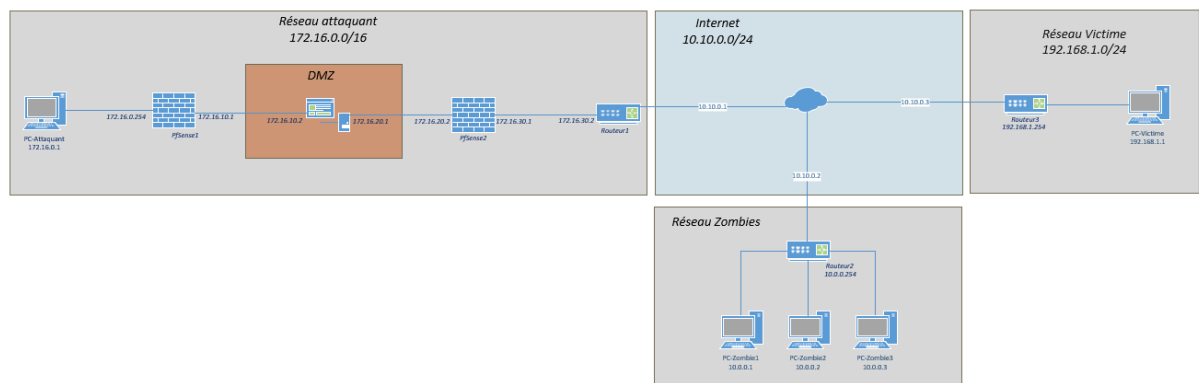 Réseau attaquant
172.16.0.0/16
DMZ
PC-Attaquant
172.16.0.1
172.16.0.254
PfSense1
172.16.10.1
172.16.10.2
172.16.20.1
172.16.20.2
PfSense2
172.16.30.1
172.16.30.2
Routeur1
Internet
10.10.0.0/24
10.10.0.1
10.10.0.3
10.10.0.2
Réseau Victime
192.168.1.0/24
Routeur3
192.168.1.254
PC-Victime
192.168.1.1
Réseau Zombies
Routeur2
10.0.0.254
PC-Zombie1
10.0.0.1
PC-Zombie2
10.0.0.2
PC-Zombie3
10.0.0.3